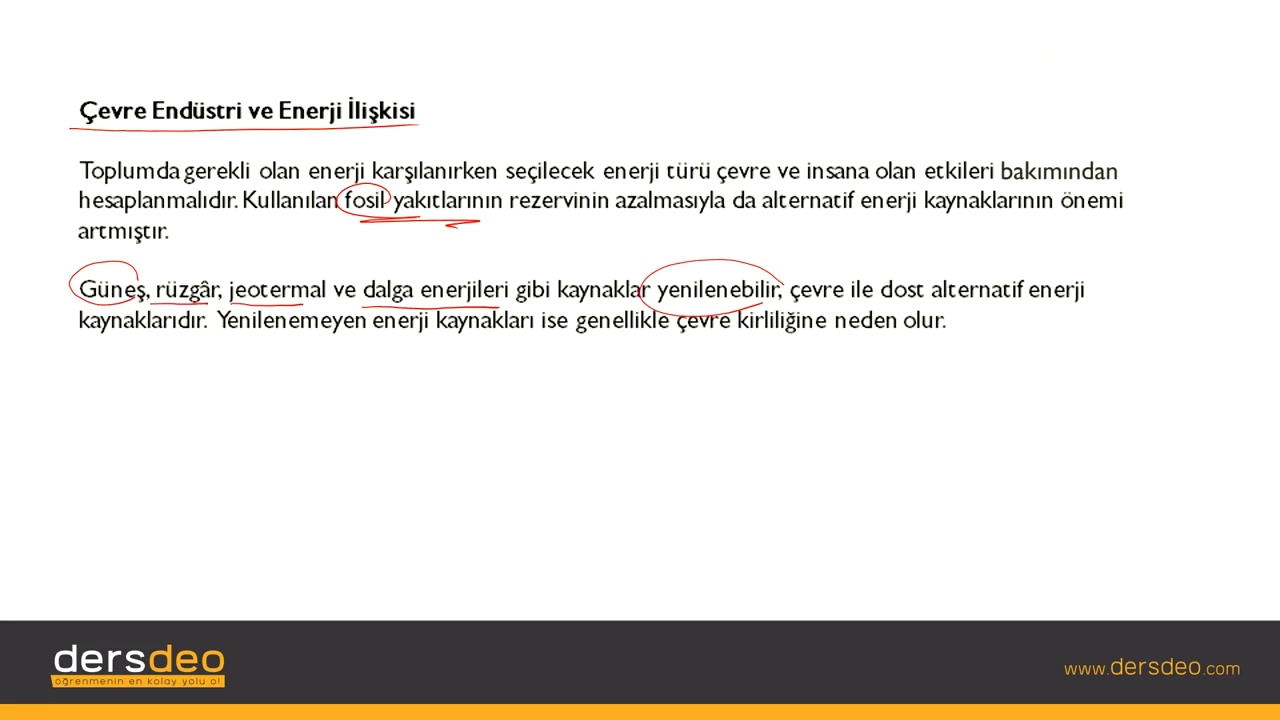 Çevre Endüstri ve Enerji İlişkisi
Toplumda gerekli olan enerji karşılanırken seçilecek enerji türü çevre ve insana olan etkileri bakımından
hesaplanmalıdır. Kullanılan fosil yakıtlarının rezervinin azalmasıyla da alternatif enerji kaynaklarının önemi
artmıştır.
Güneş, rüzgâr, jeotermal ve dalga enerjileri gibi kaynaklar yenilenebilir, çevre ile dost alternatif enerji
kaynaklarıdır. Yenilenemeyen enerji kaynakları ise genellikle çevre kirliliğine neden olur.
dersdeo
öğrenmenin en kolay yolu o!
www.dersdeo.com